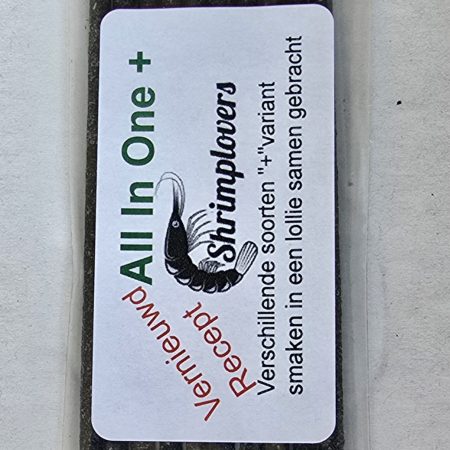 All In One +
Vernieuwd
Recept
Shrimplovers
Verschillende soorten "+"variant
smaken in een lollie samen gebracht